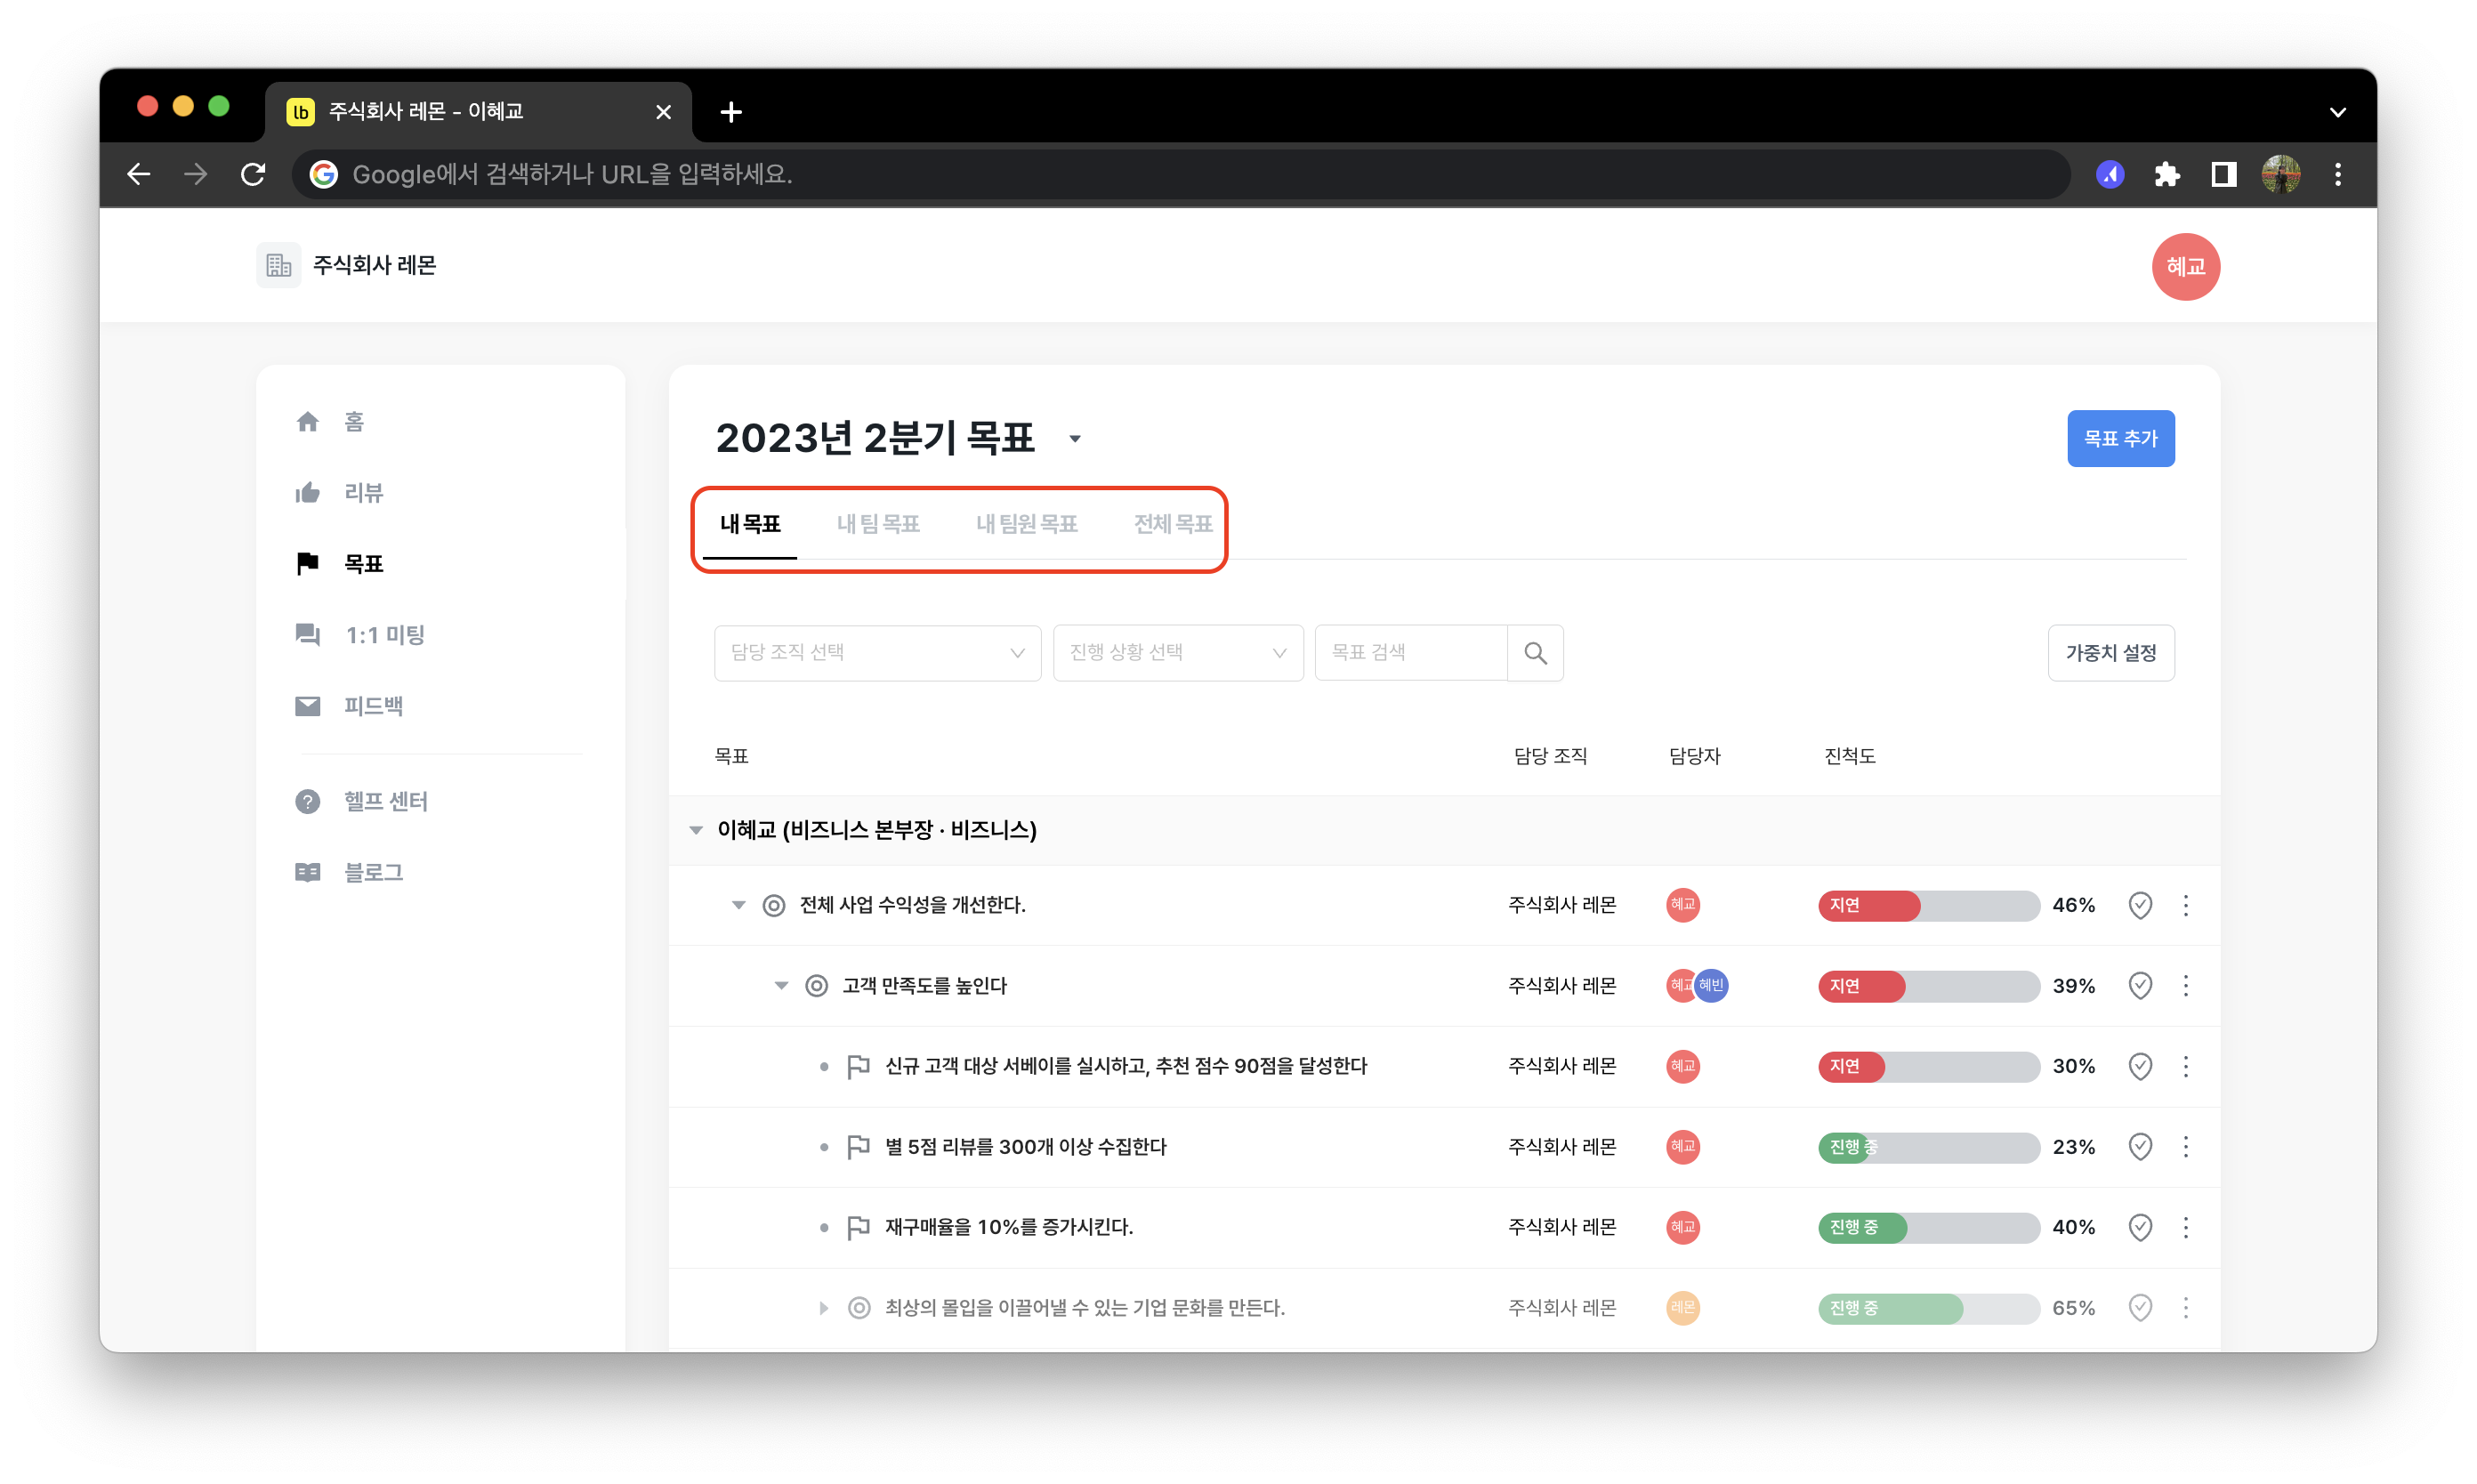 lb 주식회사 레몬 - 이혜교
Google에서 검색하거나 URL을 입력하세요.
주식회사 레몬
혜교
홈
리뷰
목표
1:1 미팅
피드백
헬프 센터
블로그
2023년 2분기 목표
목표 추가
내 목표 내 팀 목표 내 팀원 목표 전체 목표
담당 조직 선택 진행 상황 선택 목표 검색 가중치 설정
목표 담당 조직 담당자 진척도
이혜교 (비즈니스 본부장 · 비즈니스)
전체 사업 수익성을 개선한다. 주식회사 레몬 혜교 지연 46%
고객 만족도를 높인다 주식회사 레몬 혜교 혜빈 지연 39%
신규 고객 대상 서베이를 실시하고, 추천 점수 90점을 달성한다 주식회사 레몬 혜교 지연 30%
별 5점 리뷰를 300개 이상 수집한다 주식회사 레몬 혜교 진행 중 23%
재구매율을 10%를 증가시킨다. 주식회사 레몬 혜교 진행 중 40%
최상의 몰입을 이끌어낼 수 있는 기업 문화를 만든다. 주식회사 레몬 레몬 진행 중 65%